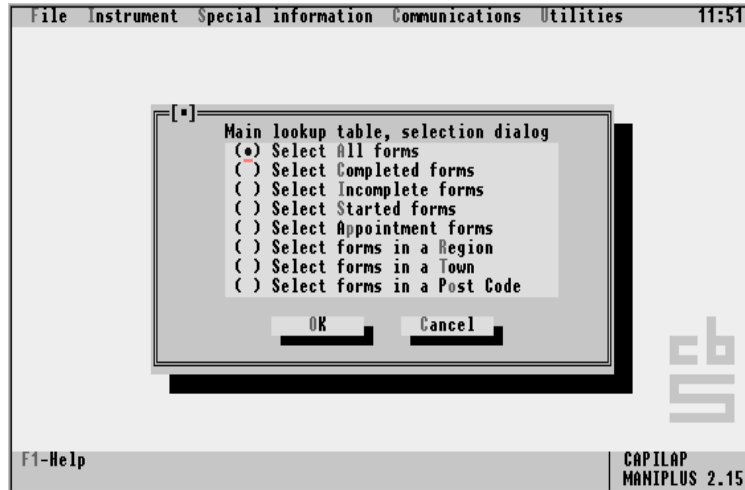 File Instrument Special information Communications Utilities 11:51
[▪]
Main lookup table, selection dialog
(•) Select All forms
( ) Select Completed forms
( ) Select Incomplete forms
( ) Select Started forms
( ) Select Appointment forms
( ) Select forms in a Region
( ) Select forms in a Town
( ) Select forms in a Post Code
OK Cancel
cbs
F1-Help
CAPILAP
MANIPLUS 2.15